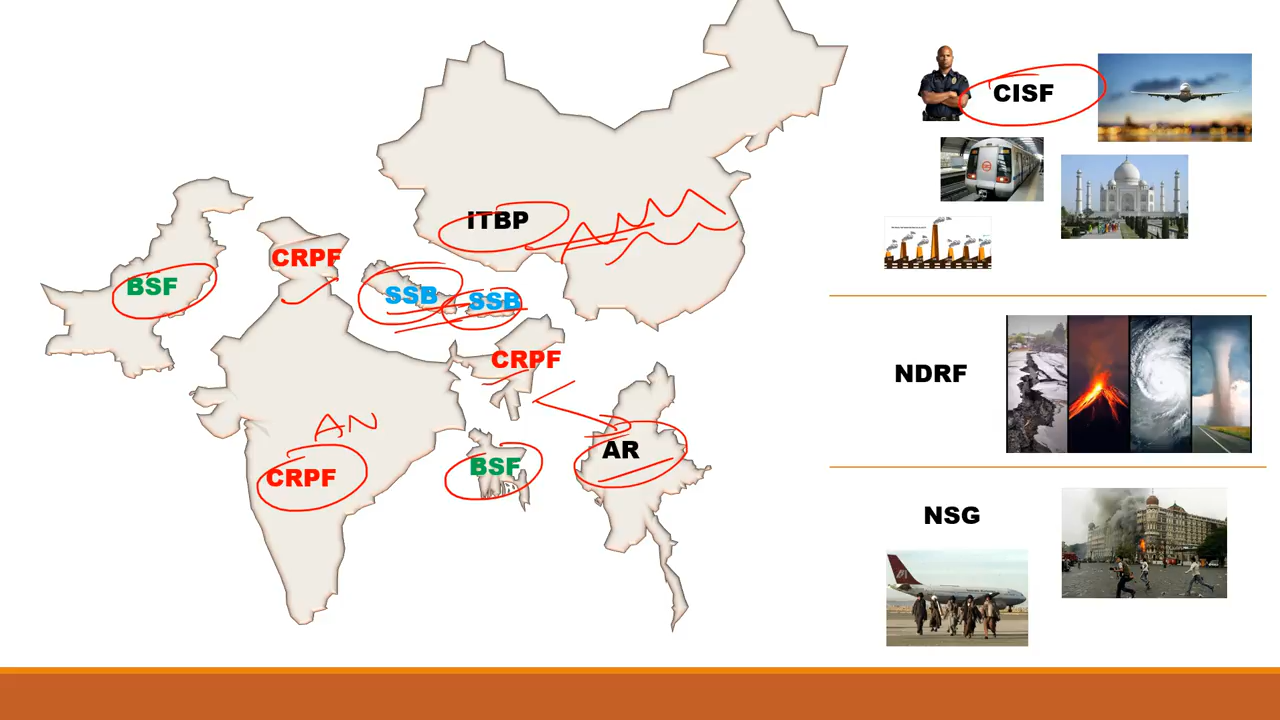 CISF
ITBP
CRPF
BSF
SSB
SSB
CRPF
NDRF
AN
AR
BSF
CRPF
NSG